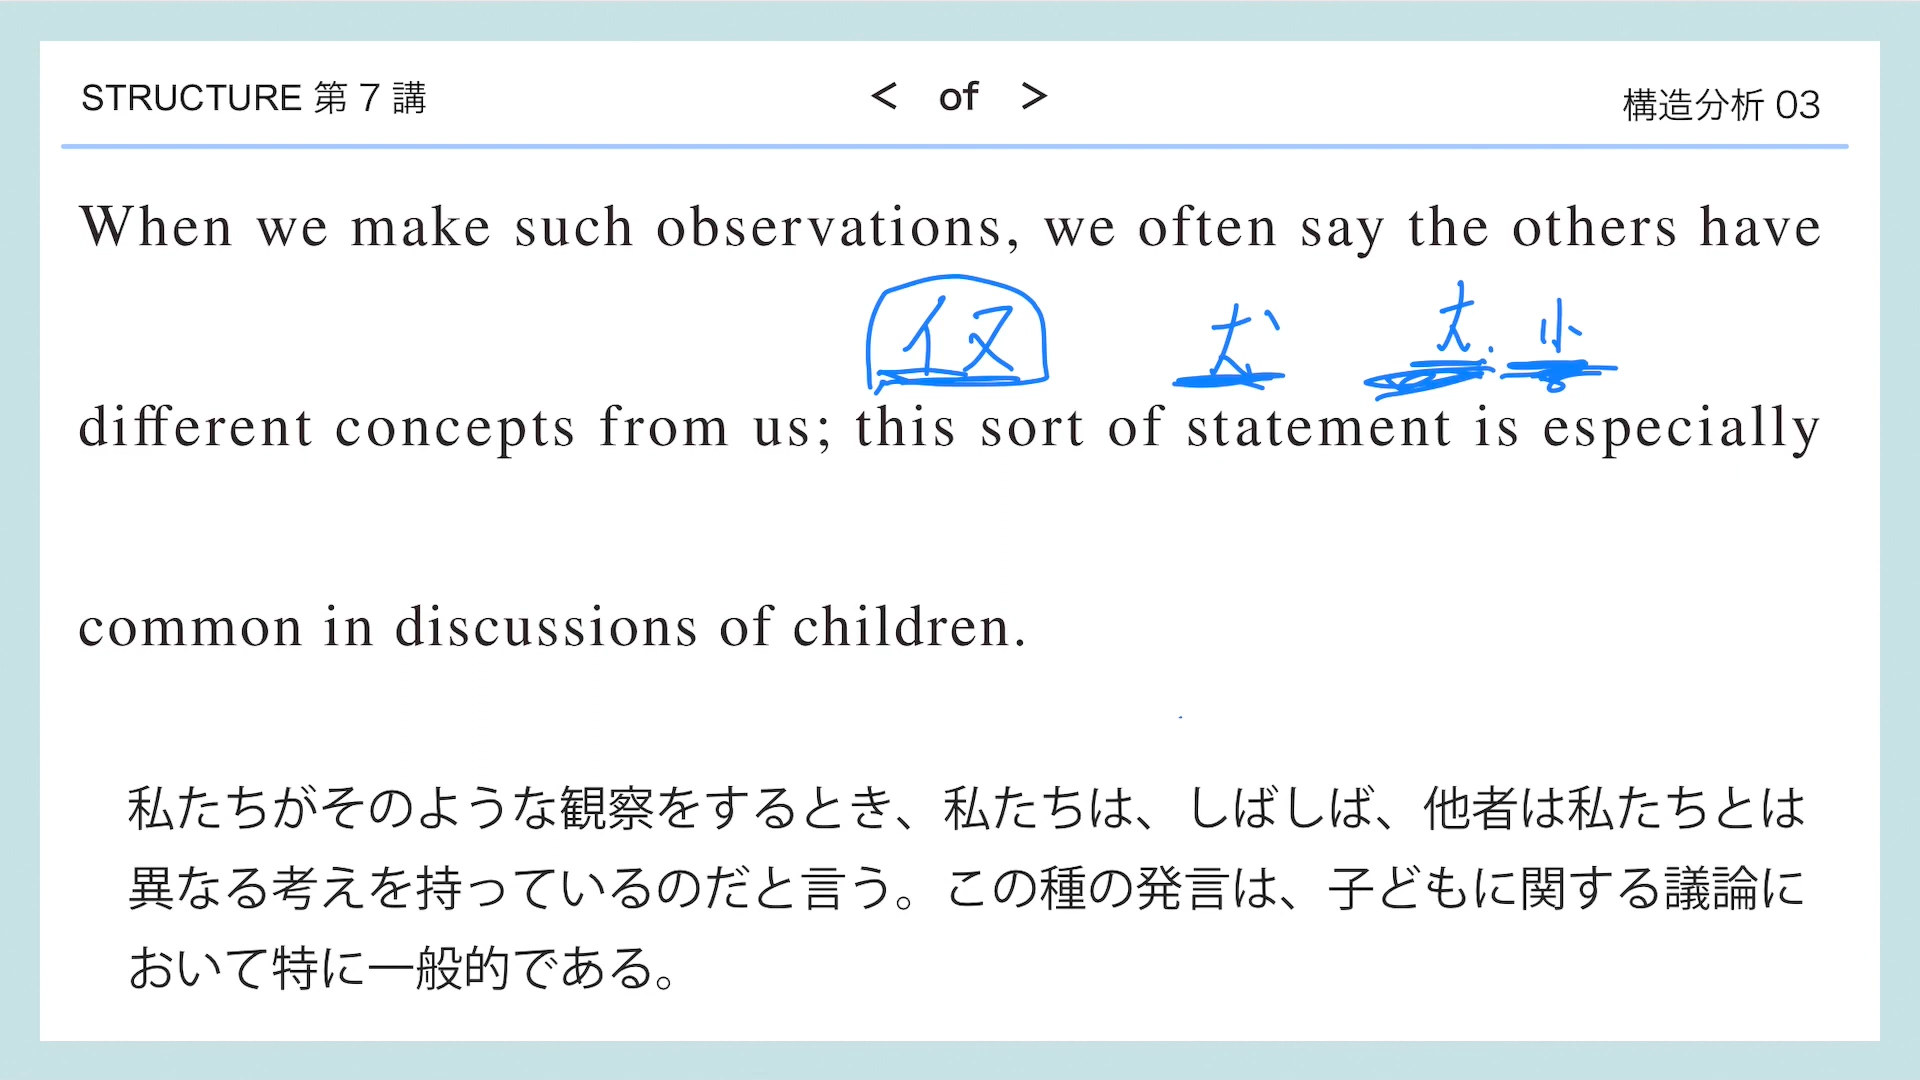 STRUCTURE 第 7 講
< of >
構造分析 03
When we make such observations, we often say the others have
仅 犬 犬. 小
different concepts from us; this sort of statement is especially
common in discussions of children.
私たちがそのような観察をするとき、私たちは、しばしば、他者は私たちとは
異なる考えを持っているのだと言う。この種の発言は、子どもに関する議論に
おいて特に一般的である。